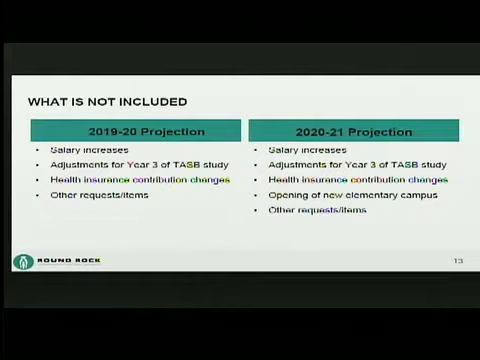 WHAT IS NOT INCLUDED
2019-20 Projection
Salary increases
Adjustments for Year 3 of TASB study
Health insurance contribution changes
Other requests/items
2020-21 Projection
Salary increases
Adjustments for Year 3 of TASB study
Health insurance contribution changes
Opening of new elementary campus
Other requests/items
ROUND ROCK
13